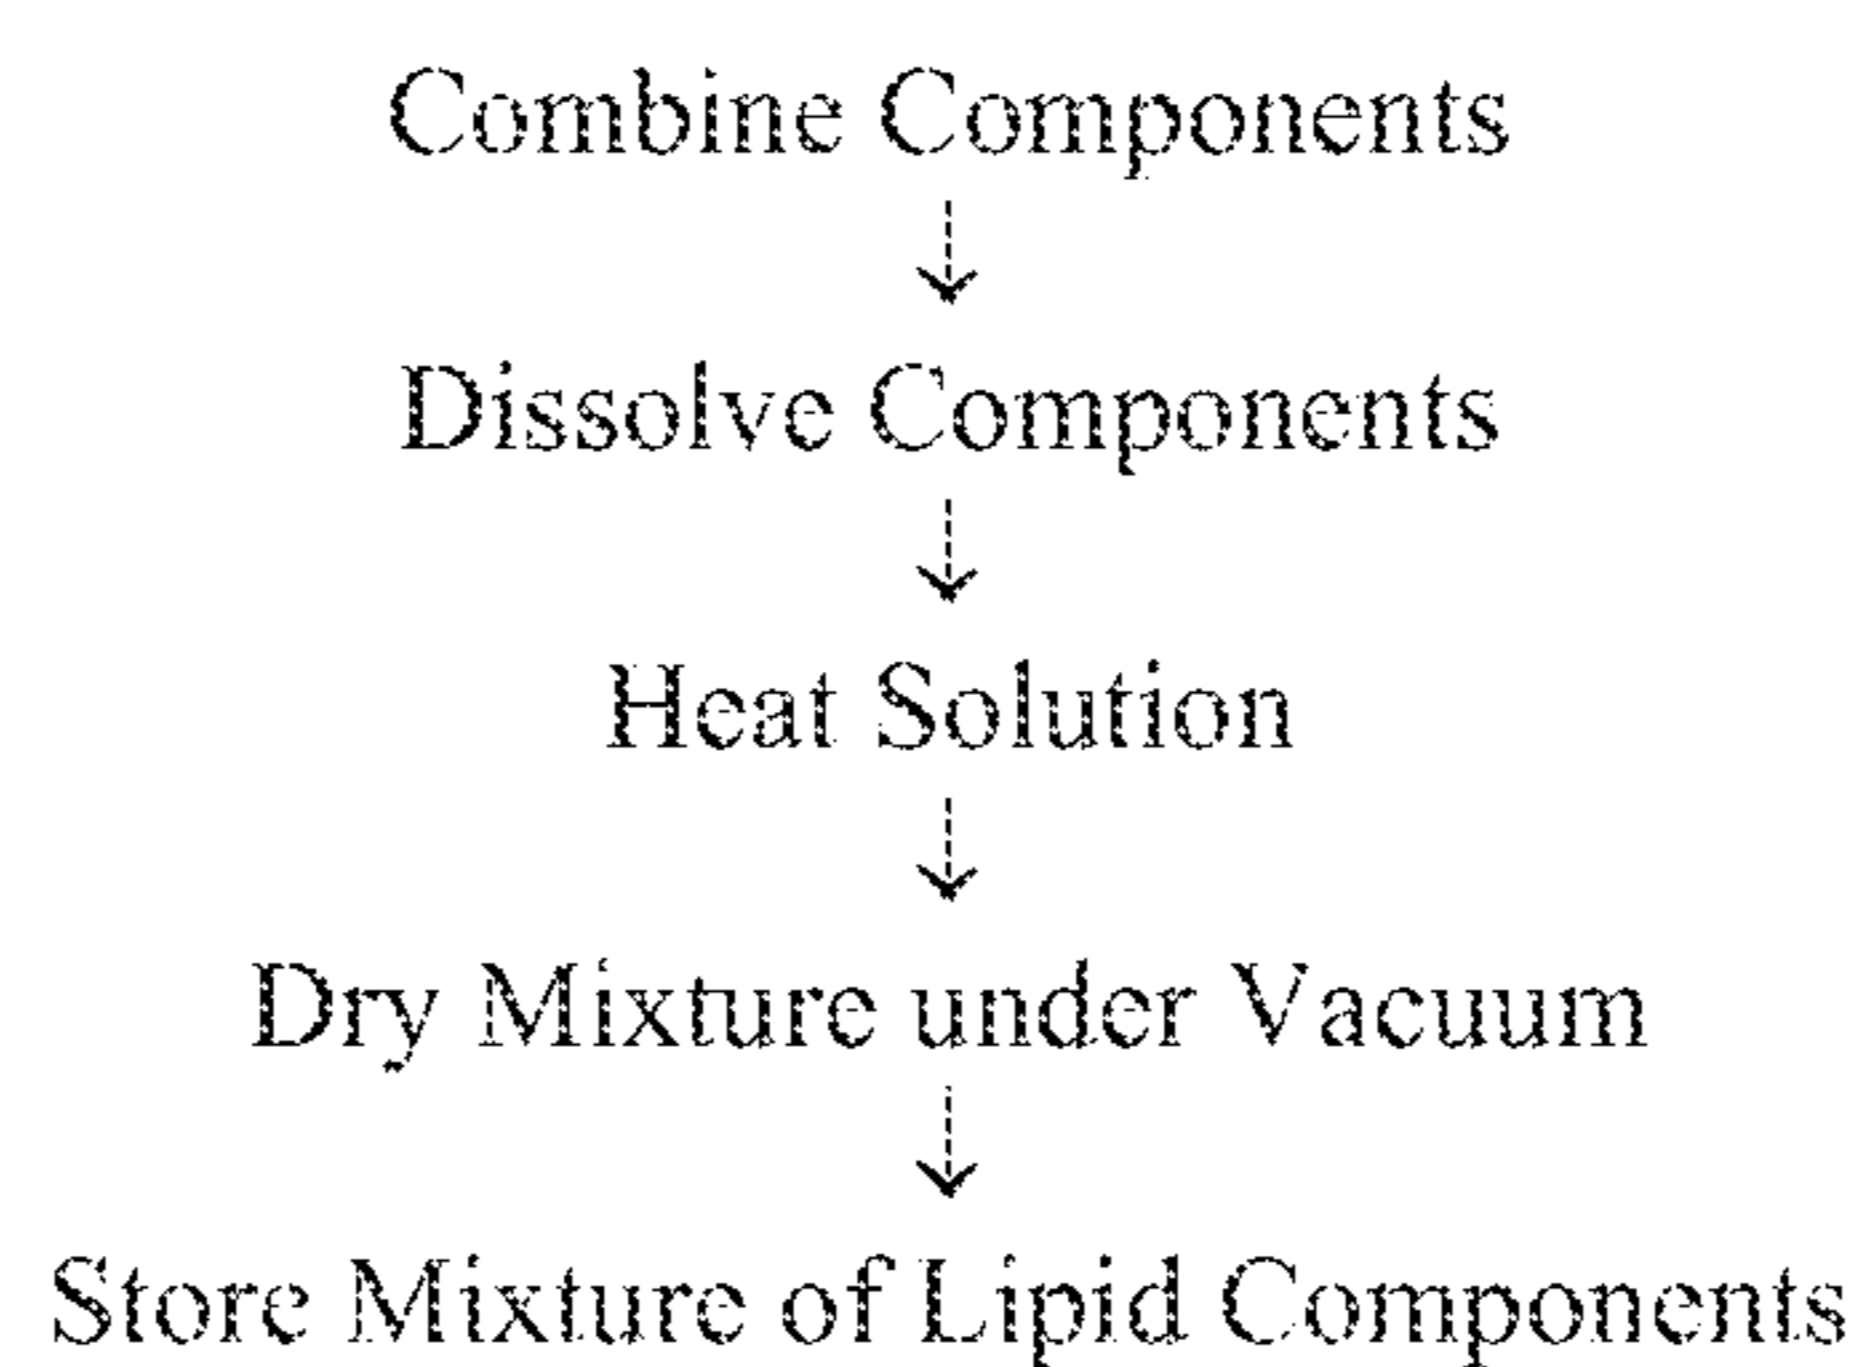 Combine Components
Dissolve Components
Heat Solution
Dry Mixture under Vacuum
Store Mixture of Lipid Components